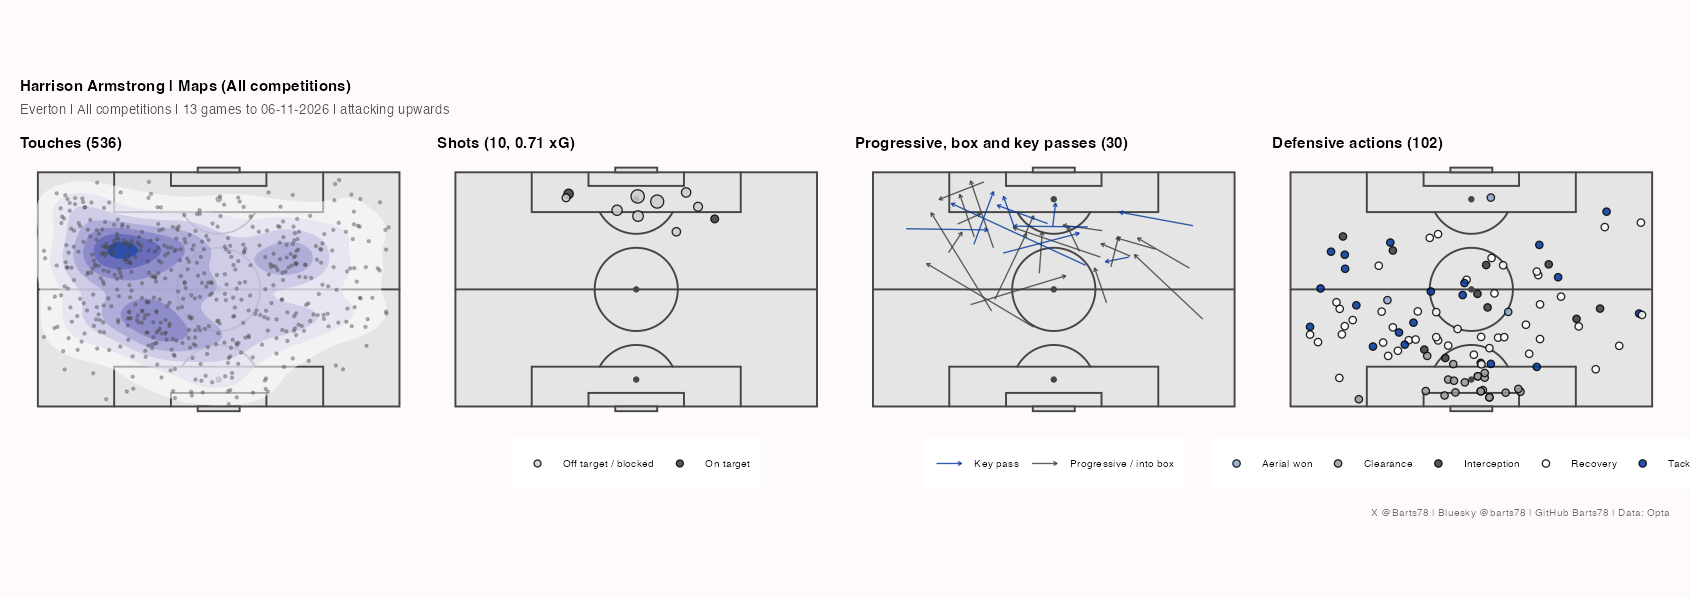 Harrison Armstrong | Maps (All competitions)
Everton | All competitions | 13 games to 06-11-2026 | attacking upwards
Touches (536)
Shots (10, 0.71 xG)
Progressive, box and key passes (30)
Defensive actions (102)
Off target / blocked
On target
Key pass
Progressive / into box
Aerial won
Clearance
Interception
Recovery
Tack
X @Barts78 | Bluesky @barts78 | GitHub Barts78 | Data: Opta